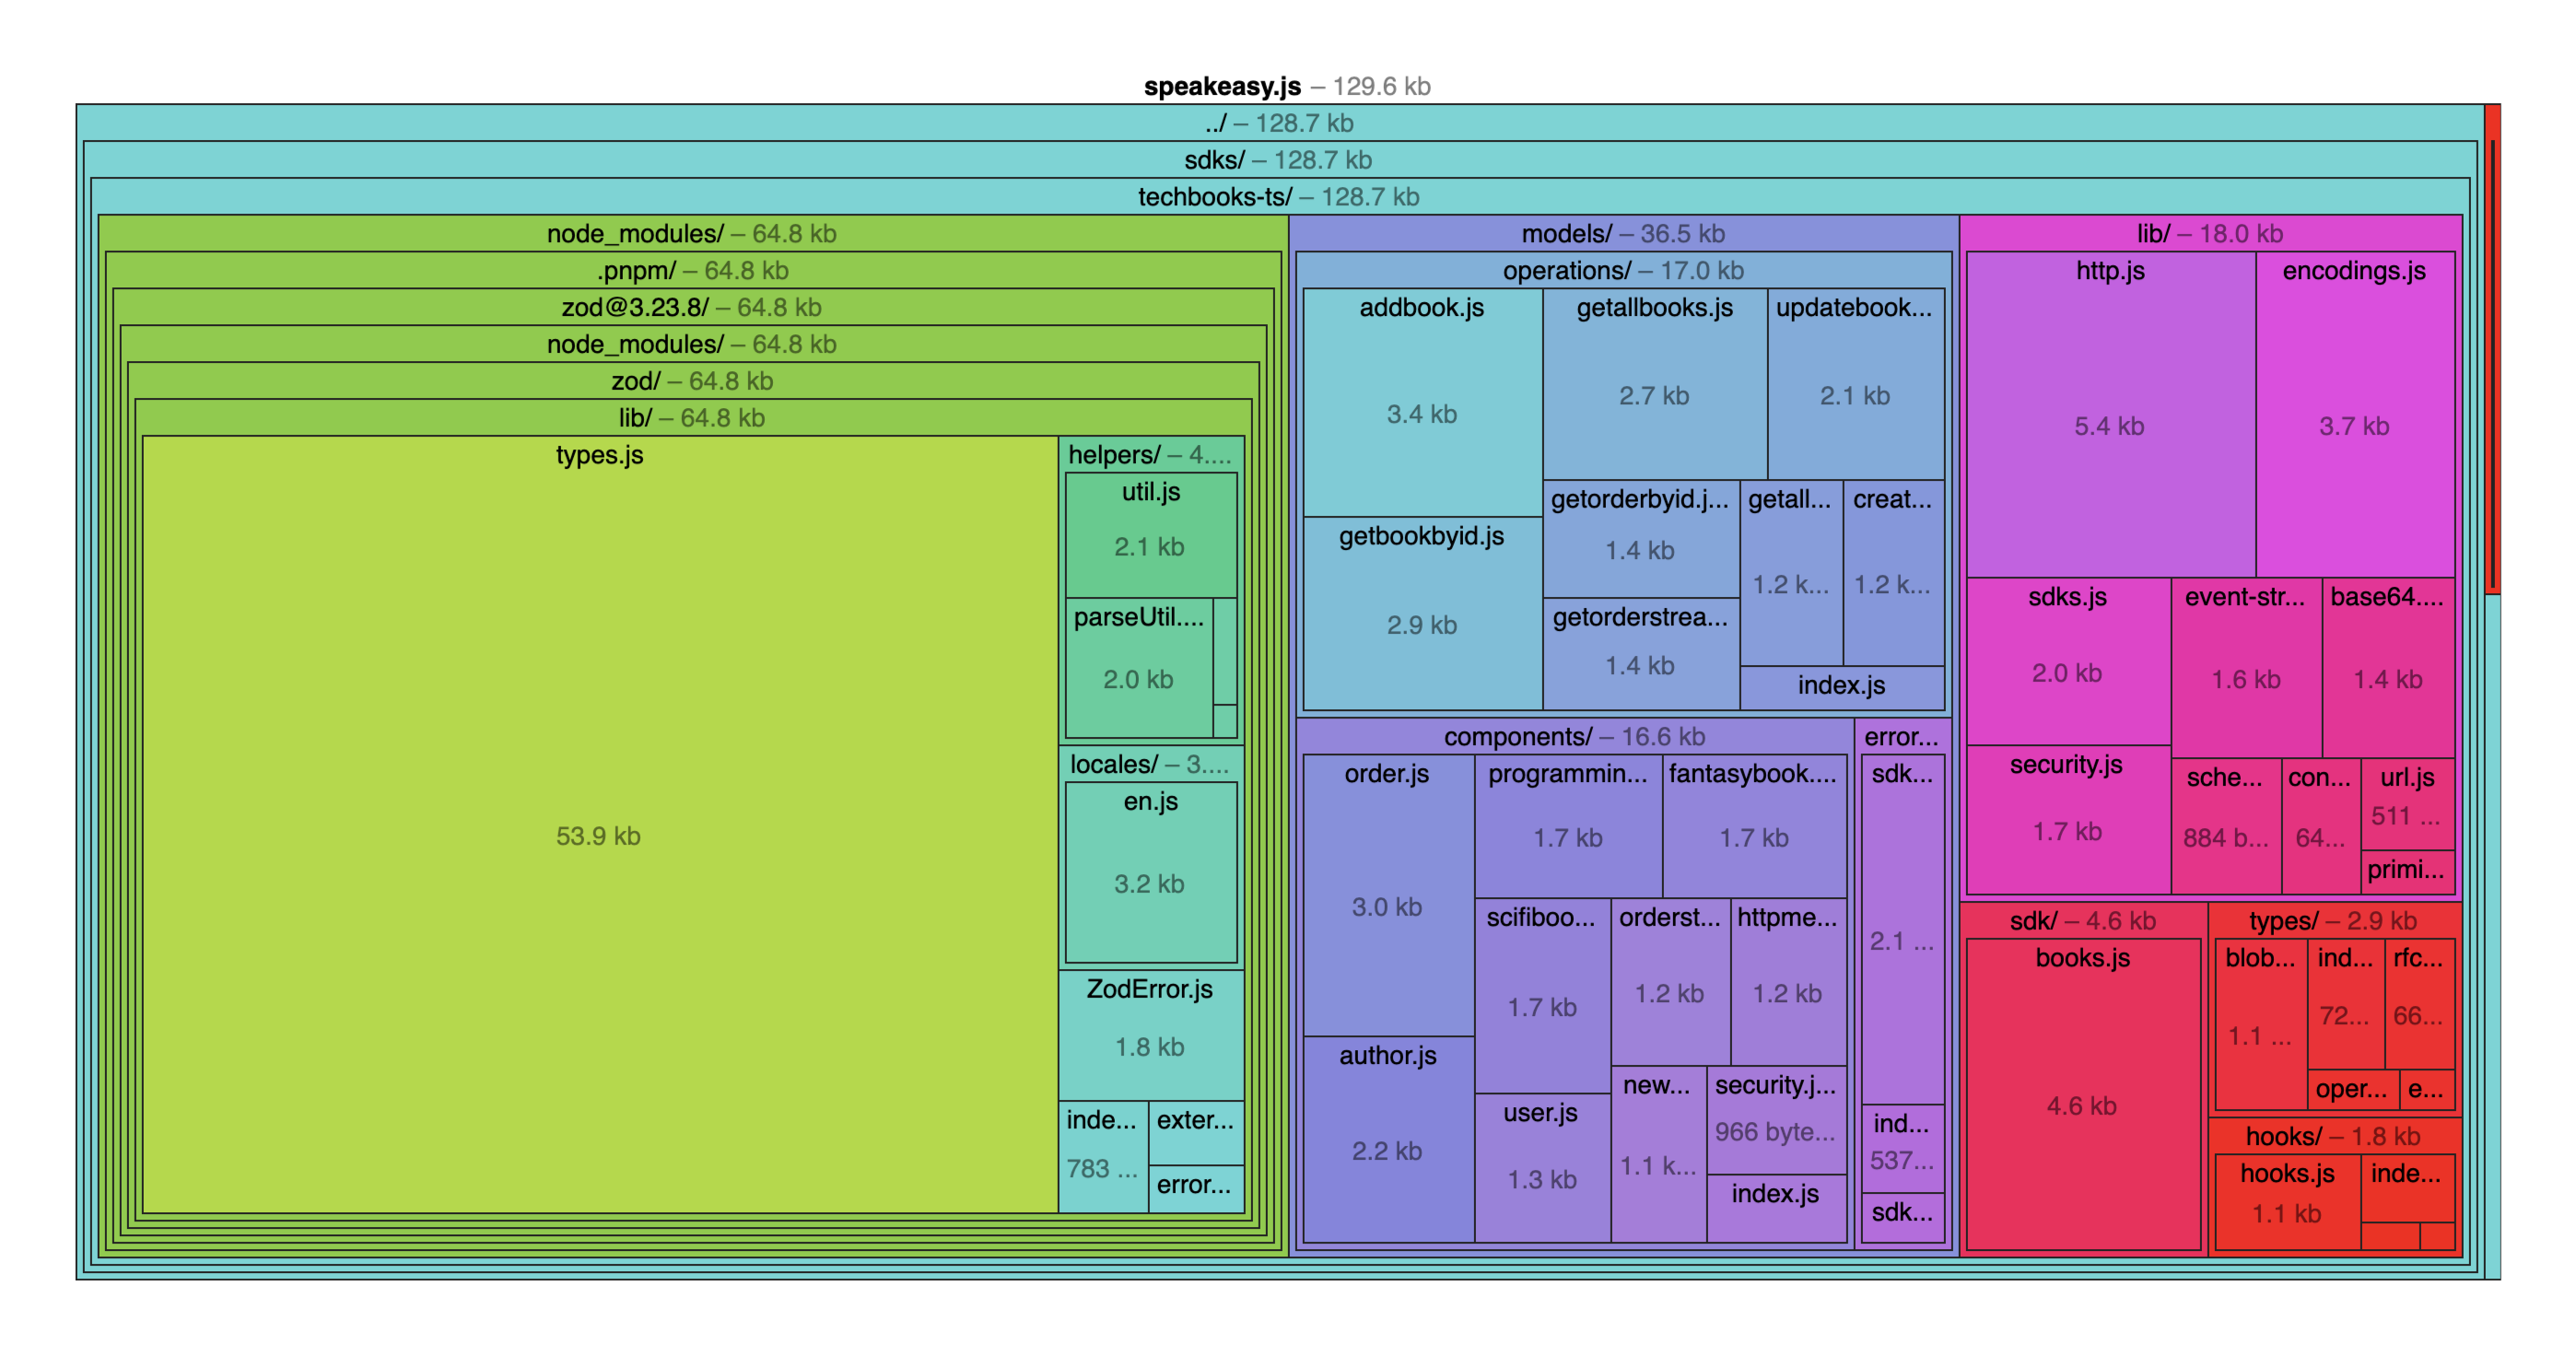 speakeasy.js – 129.6 kb
../ – 128.7 kb
sdks/ – 128.7 kb
techbooks-ts/ – 128.7 kb
node_modules/ – 64.8 kb
.pnpm/ – 64.8 kb
zod@3.23.8/ – 64.8 kb
node_modules/ – 64.8 kb
zod/ – 64.8 kb
lib/ – 64.8 kb
types.js
53.9 kb
helpers/ – 4....
util.js
2.1 kb
parseUtil....
2.0 kb
locales/ – 3....
en.js
3.2 kb
ZodError.js
1.8 kb
inde...
783 ...
exter...
error...
models/ – 36.5 kb
operations/ – 17.0 kb
addbook.js
3.4 kb
getbookbyid.js
2.9 kb
getallbooks.js
2.7 kb
updatebook...
2.1 kb
getorderbyid.j...
1.4 kb
getorderstrea...
1.4 kb
getall...
1.2 k...
creat...
1.2 k...
index.js
components/ – 16.6 kb
order.js
3.0 kb
author.js
2.2 kb
programmin...
1.7 kb
fantasybook....
1.7 kb
scifiboo...
1.7 kb
user.js
1.3 kb
orderst...
1.2 kb
httpme...
1.2 kb
new...
1.1 k...
security.j...
966 byte...
index.js
error...
sdk...
2.1 ...
ind...
537...
sdk...
lib/ – 18.0 kb
http.js
5.4 kb
encodings.js
3.7 kb
sdks.js
2.0 kb
security.js
1.7 kb
event-str...
1.6 kb
base64....
1.4 kb
sche...
884 b...
con...
64...
url.js
511 ...
primi...
sdk/ – 4.6 kb
books.js
4.6 kb
types/ – 2.9 kb
blob...
1.1 ...
ind...
72...
rfc...
66...
oper...
e...
hooks/ – 1.8 kb
hooks.js
1.1 kb
inde...